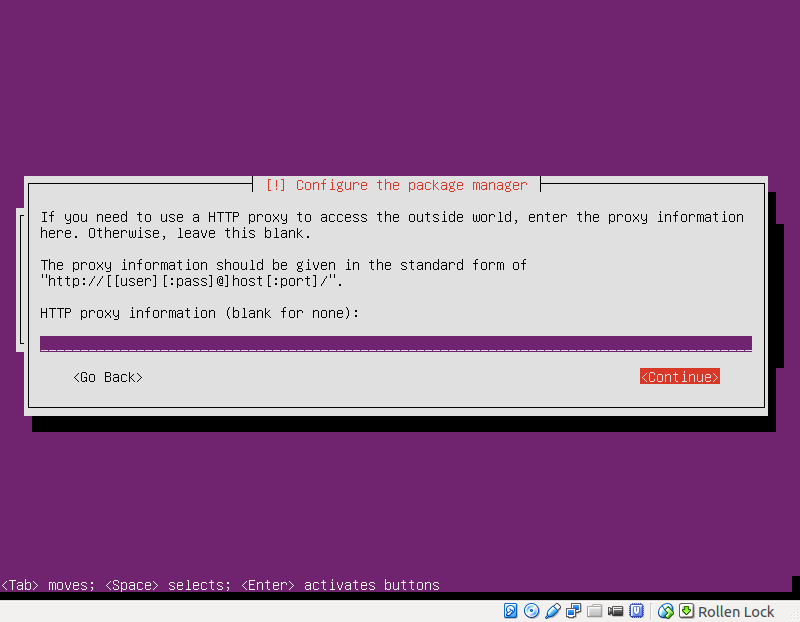 [!] Configure the package manager
If you need to use a HTTP proxy to access the outside world, enter the proxy information
here. Otherwise, leave this blank.
The proxy information should be given in the standard form of
"http://[[user][:pass]@]host[:port]/".
HTTP proxy information (blank for none):
<Go Back> <Continue>
<Tab> moves; <Space> selects; <Enter> activates buttons
Rollen Lock